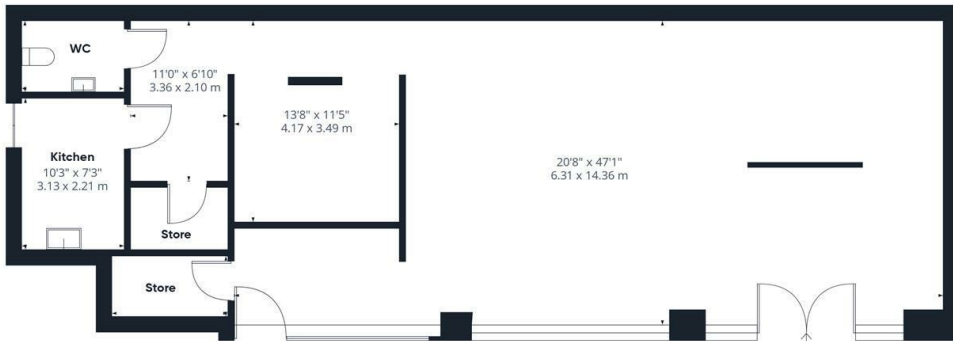 WC
11'0" x 6'10"
3.36 x 2.10 m
13'8" x 11'5"
4.17 x 3.49 m
20'8" x 47'1"
6.31 x 14.36 m
Kitchen
10'3" x 7'3"
3.13 x 2.21 m
Store
Store